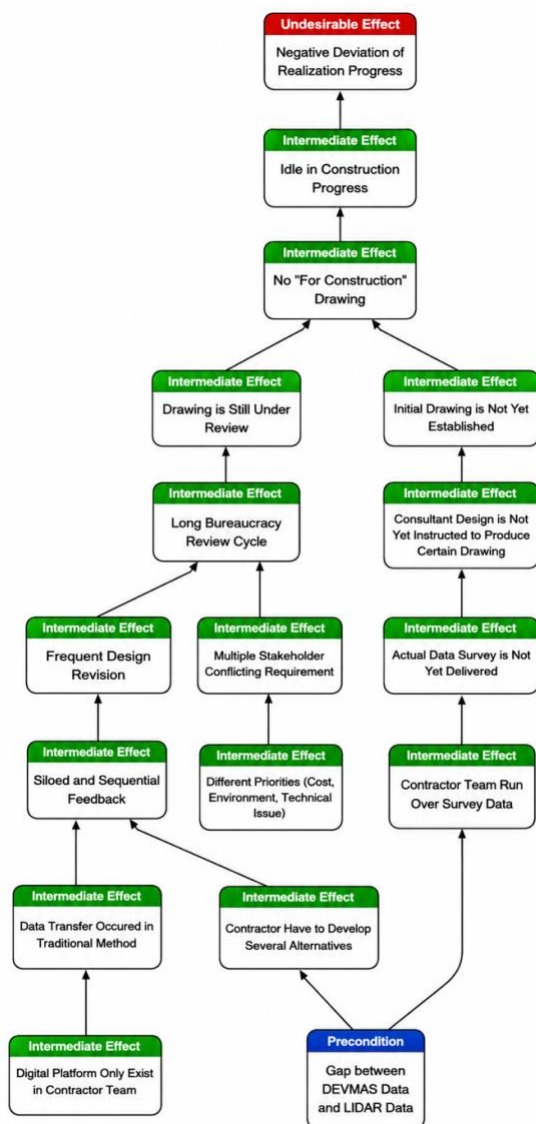 Undesirable Effect
Negative Deviation of
Realization Progress
Intermediate Effect
Idle in Construction
Progress
Intermediate Effect
No "For Construction"
Drawing
Intermediate Effect
Drawing is Still Under
Review
Intermediate Effect
Initial Drawing is Not Yet
Established
Intermediate Effect
Long Bureaucracy
Review Cycle
Intermediate Effect
Consultant Design is Not
Yet Instructed to Produce
Certain Drawing
Intermediate Effect
Frequent Design
Revision
Intermediate Effect
Multiple Stakeholder
Conflicting Requirement
Intermediate Effect
Actual Data Survey is Not
Yet Delivered
Intermediate Effect
Siloed and Sequential
Feedback
Intermediate Effect
Different Priorities (Cost,
Environment, Technical
Issue)
Intermediate Effect
Contractor Team Run
Over Survey Data
Intermediate Effect
Data Transfer Occured in
Traditional Method
Intermediate Effect
Contractor Have to Develop
Several Alternatives
Intermediate Effect
Digital Platform Only Exist
in Contractor Team
Precondition
Gap between
DEVMAS Data
and LIDAR Data